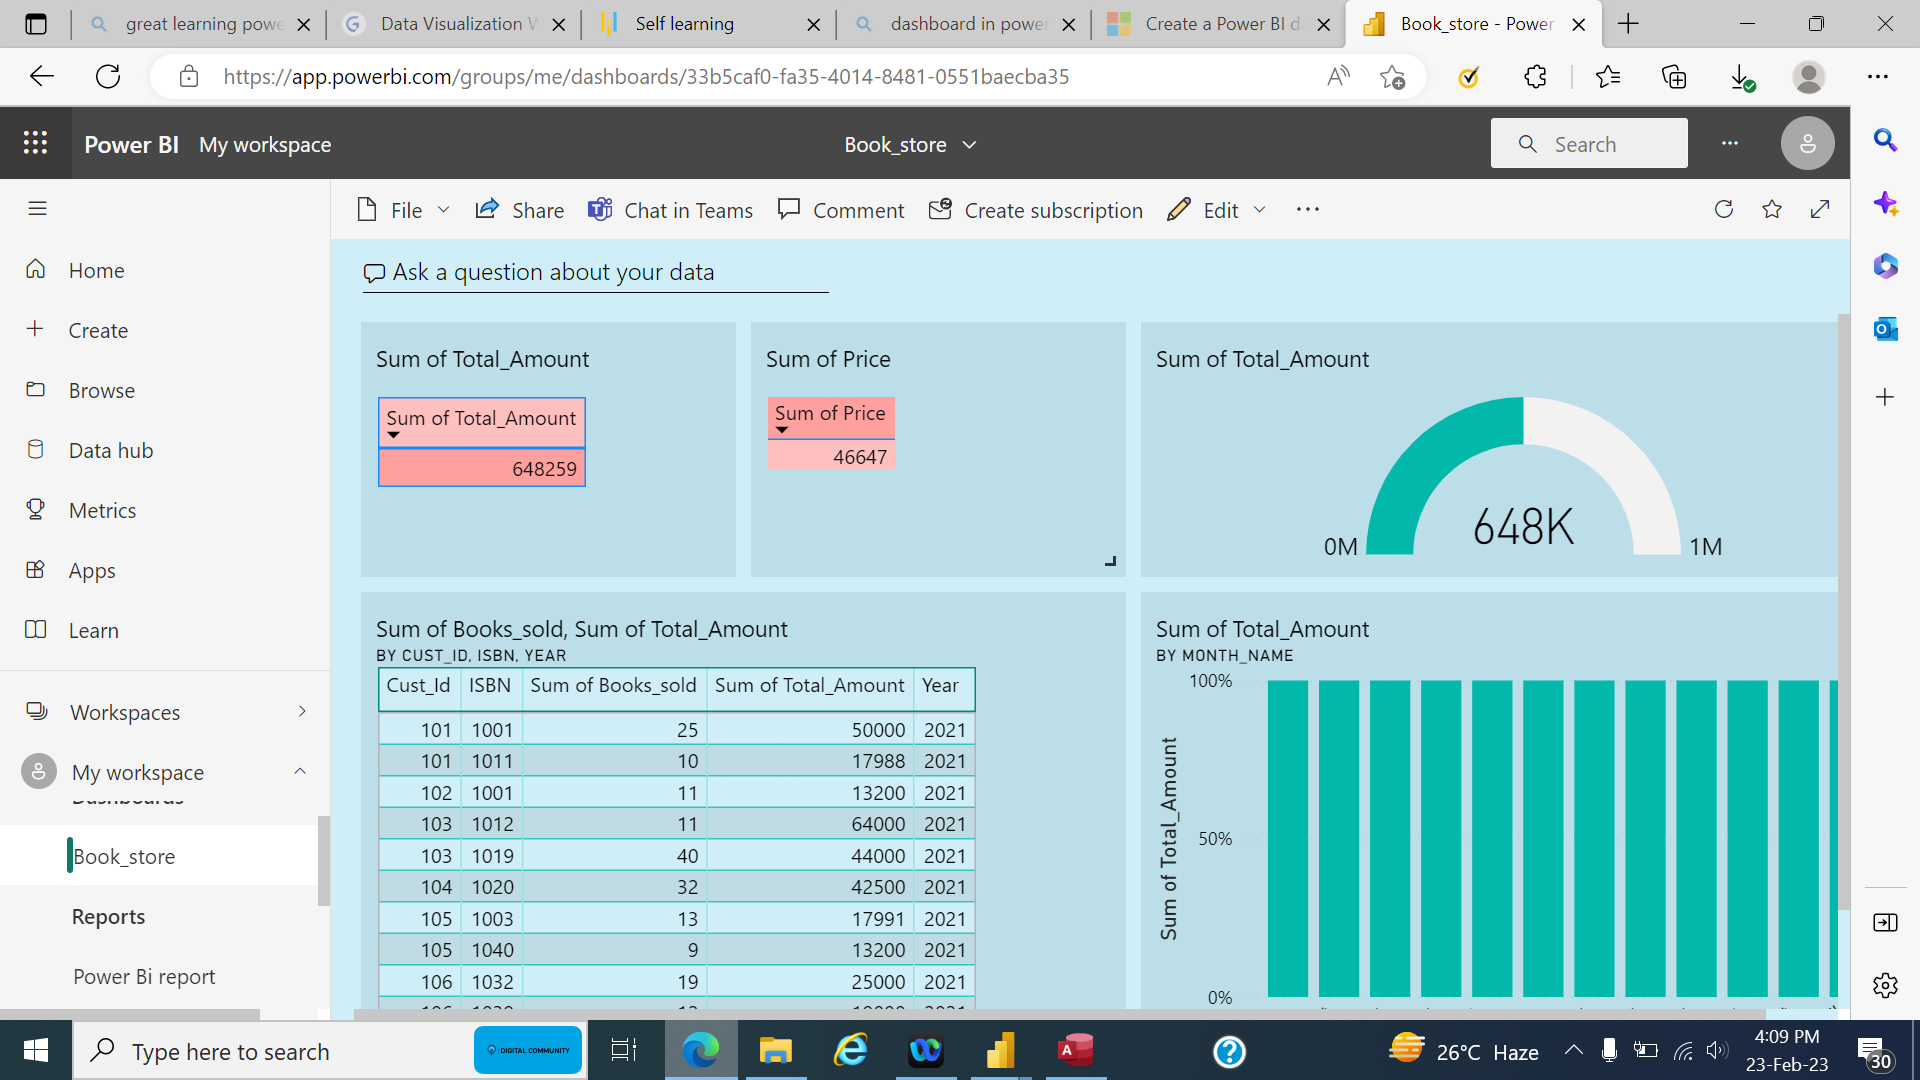 great learning powe
Data Visualization W
Self learning
dashboard in powe
Create a Power BI d
Book_store - Power
https://app.powerbi.com/groups/me/dashboards/33b5caf0-fa35-4014-8481-0551baecba35
Power BI My workspace
Book_store
Search
File
Share
Chat in Teams
Comment
Create subscription
Edit
Home
Create
Browse
Data hub
Metrics
Apps
Learn
Workspaces
My workspace
Dashboards
Book_store
Reports
Power Bi report
Ask a question about your data
Sum of Total_Amount
Sum of Total_Amount
648259
Sum of Price
Sum of Price
46647
Sum of Total_Amount
648K
0M
1M
Sum of Books_sold, Sum of Total_Amount
BY CUST_ID, ISBN, YEAR
Cust_Id ISBN Sum of Books_sold Sum of Total_Amount Year
101 1001 25 50000 2021
101 1011 10 17988 2021
102 1001 11 13200 2021
103 1012 11 64000 2021
103 1019 40 44000 2021
104 1020 32 42500 2021
105 1003 13 17991 2021
105 1040 9 13200 2021
106 1032 19 25000 2021
Sum of Total_Amount
BY MONTH_NAME
100%
50%
0%
Sum of Total_Amount
Type here to search
DIGITAL COMMUNITY
26°C Haze
4:09 PM
23-Feb-23
30